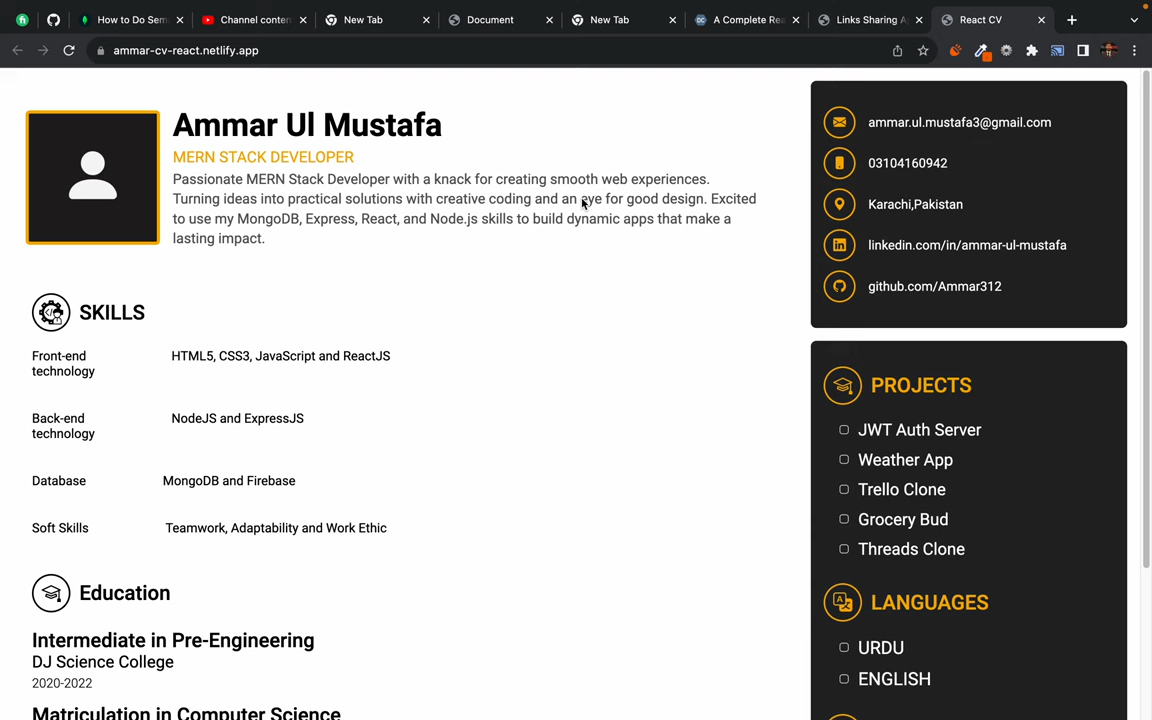 How to Do Sem
Channel conten
New Tab
Document
New Tab
A Complete Rea
Links Sharing A
React CV
ammar-cv-react.netlify.app
Ammar Ul Mustafa
MERN STACK DEVELOPER
Passionate MERN Stack Developer with a knack for creating smooth web experiences.
Turning ideas into practical solutions with creative coding and an eye for good design. Excited
to use my MongoDB, Express, React, and Node.js skills to build dynamic apps that make a
lasting impact.
SKILLS
Front-end
technology
HTML5, CSS3, JavaScript and ReactJS
Back-end
technology
NodeJS and ExpressJS
Database
MongoDB and Firebase
Soft Skills
Teamwork, Adaptability and Work Ethic
Education
Intermediate in Pre-Engineering
DJ Science College
2020-2022
Matriculation in Computer Science
ammar.ul.mustafa3@gmail.com
03104160942
Karachi,Pakistan
linkedin.com/in/ammar-ul-mustafa
github.com/Ammar312
PROJECTS
JWT Auth Server
Weather App
Trello Clone
Grocery Bud
Threads Clone
LANGUAGES
URDU
ENGLISH